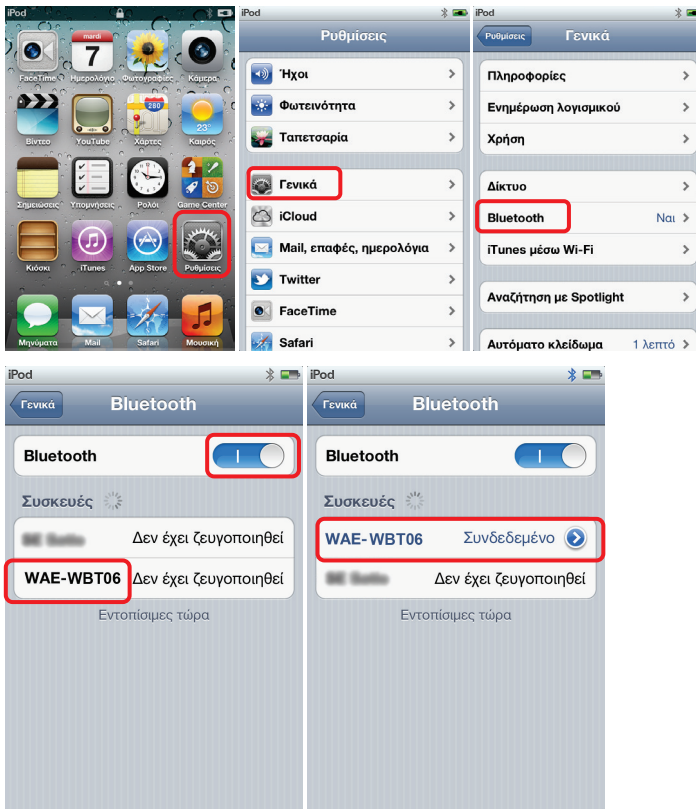 iPod
mardi
7
FaceTime
Ημερολόγιο
Φωτογραφίες
Κάμερα
280
23°
Βίντεο
YouTube
Χάρτες
Καιρός
Σημειώσεις
Υπομνήσεις
Ρολόι
Game Center
Κιόσκι
iTunes
App Store
Ρυθμίσεις
Μηνύματα
Mail
Safari
Μουσική
iPod
Ρυθμίσεις
Ήχοι
Φωτεινότητα
Ταπετσαρία
Γενικά
iCloud
Mail, επαφές, ημερολόγια
Twitter
FaceTime
Safari
iPod
Ρυθμίσεις
Γενικά
Πληροφορίες
Ενημέρωση λογισμικού
Χρήση
Δίκτυο
Bluetooth Ναι
iTunes μέσω Wi-Fi
Αναζήτηση με Spotlight
Αυτόματο κλείδωμα 1 λεπτό
iPod
Γενικά
Bluetooth
Bluetooth
Συσκευές
Δεν έχει ζευγοποιηθεί
WAE-WBT06 Δεν έχει ζευγοποιηθεί
Εντοπίσιμες τώρα
iPod
Γενικά
Bluetooth
Bluetooth
Συσκευές
WAE-WBT06 Συνδεδεμένο
Δεν έχει ζευγοποιηθεί
Εντοπίσιμες τώρα